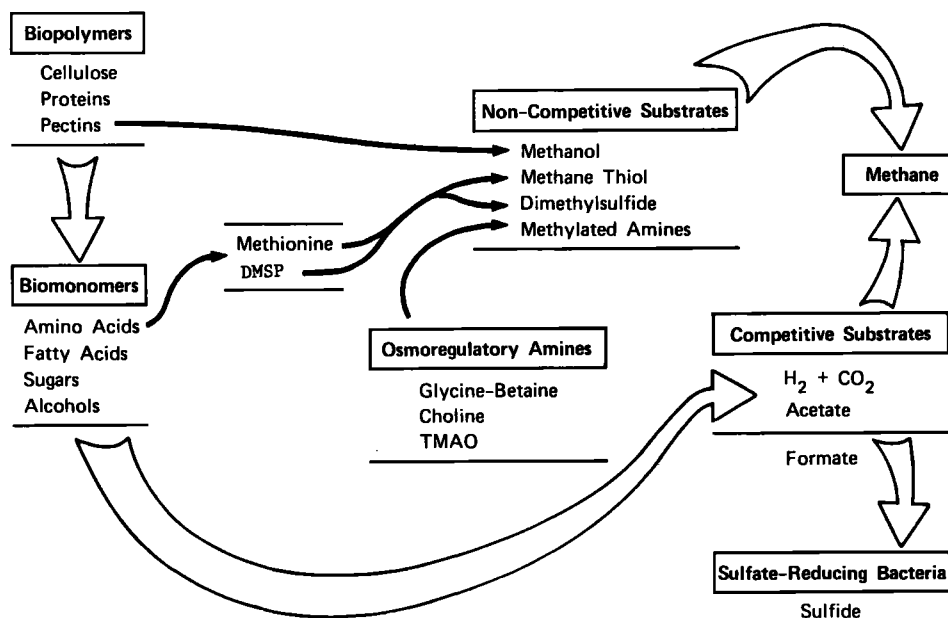 Biopolymers
Cellulose
Proteins
Pectins
Biomonomers
Amino Acids
Fatty Acids
Sugars
Alcohols
Methionine
DMSP
Non-Competitive Substrates
Methanol
Methane Thiol
Dimethylsulfide
Methylated Amines
Osmoregulatory Amines
Glycine-Betaine
Choline
TMAO
Methane
Competitive Substrates
H₂ + CO₂
Acetate
Formate
Sulfate-Reducing Bacteria
Sulfide